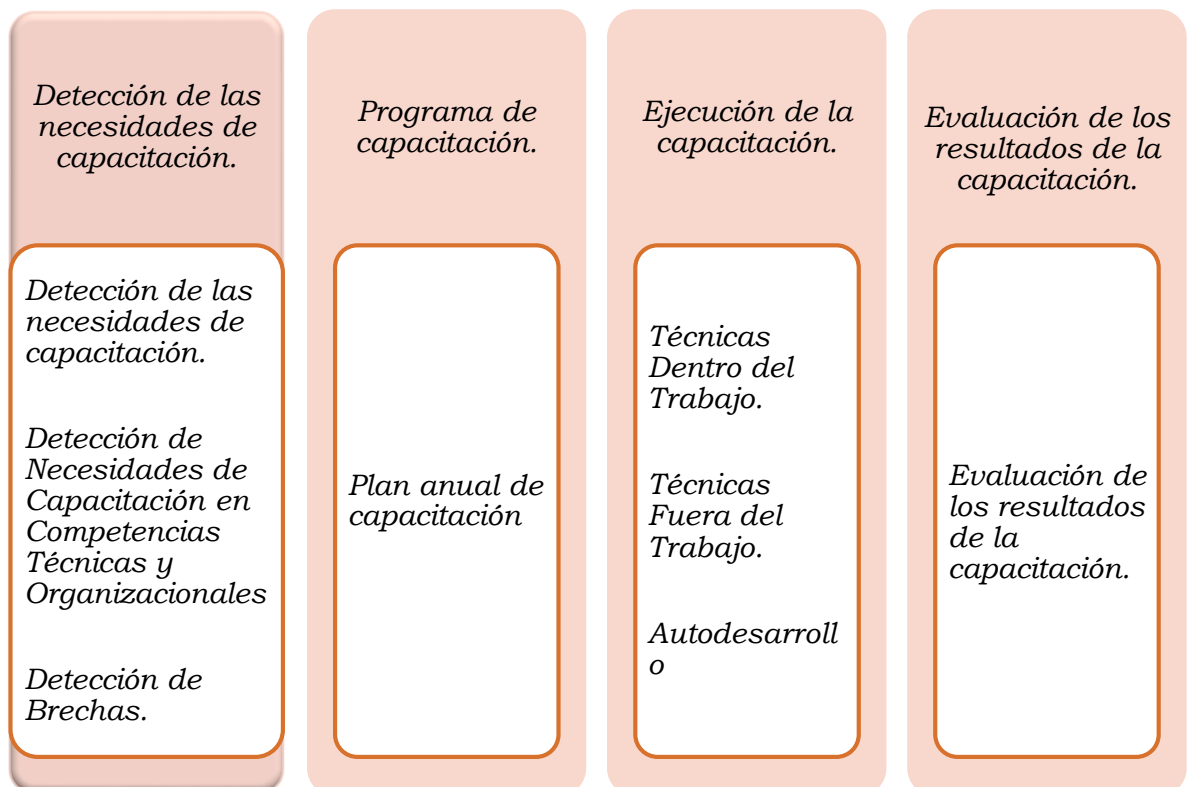 Detección de las
necesidades de
capacitación.
Detección de las
necesidades de
capacitación.
Detección de
Necesidades de
Capacitación en
Competencias
Técnicas y
Organizacionales
Detección de
Brechas.
Programa de
capacitación.
Plan anual de
capacitación
Ejecución de la
capacitación.
Técnicas
Dentro del
Trabajo.
Técnicas
Fuera del
Trabajo.
Autodesarroll
o
Evaluación de los
resultados de la
capacitación.
Evaluación de
los resultados
de la
capacitación.